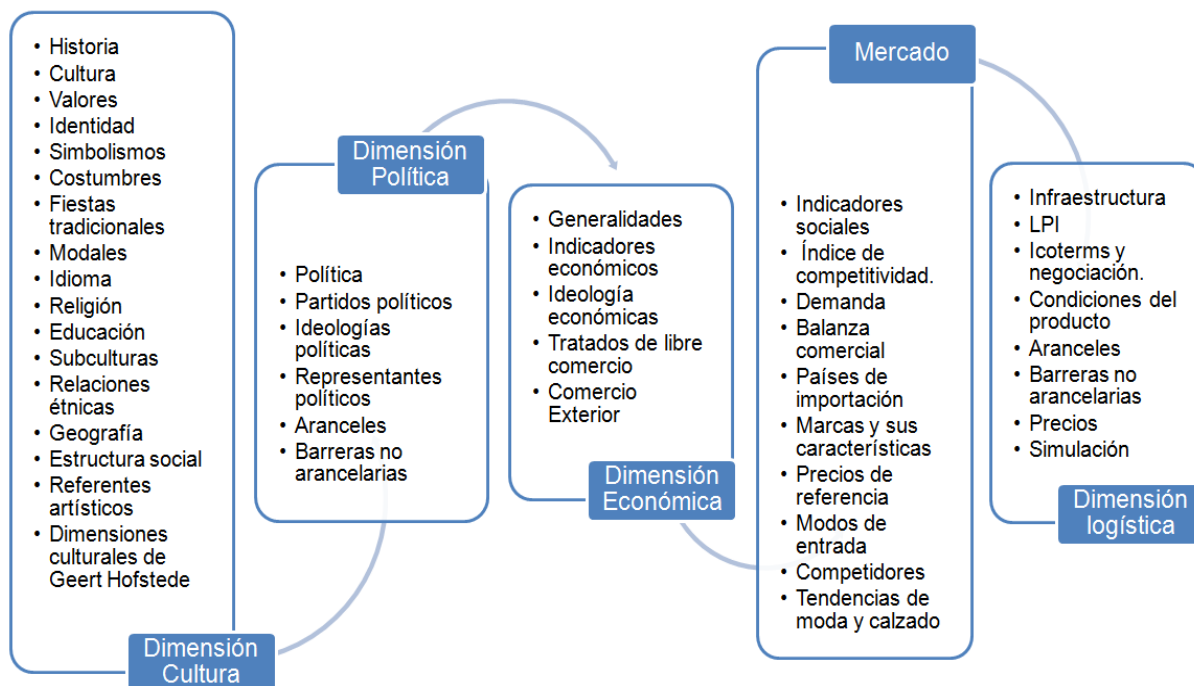 • Historia
• Cultura
• Valores
• Identidad
• Simbolismos
• Costumbres
• Fiestas
tradicionales
• Modales
• Idioma
• Religión
• Educación
• Subculturas
• Relaciones
étnicas
• Geografía
• Estructura social
• Referentes
artísticos
• Dimensiones
culturales de
Geert Hofstede
Dimensión
Cultura
Dimensión
Política
• Política
• Partidos políticos
• Ideologías
políticas
• Representantes
políticos
• Aranceles
• Barreras no
arancelarias
• Generalidades
• Indicadores
económicos
• Ideología
económicas
• Tratados de libre
comercio
• Comercio
Exterior
Dimensión
Económica
Mercado
• Indicadores
sociales
• Índice de
competitividad.
• Demanda
• Balanza
comercial
• Países de
importación
• Marcas y sus
características
• Precios de
referencia
• Modos de
entrada
• Competidores
• Tendencias de
moda y calzado
• Infraestructura
• LPI
• Icoterms y
negociación.
• Condiciones del
producto
• Aranceles
• Barreras no
arancelarias
• Precios
• Simulación
Dimensión
logística